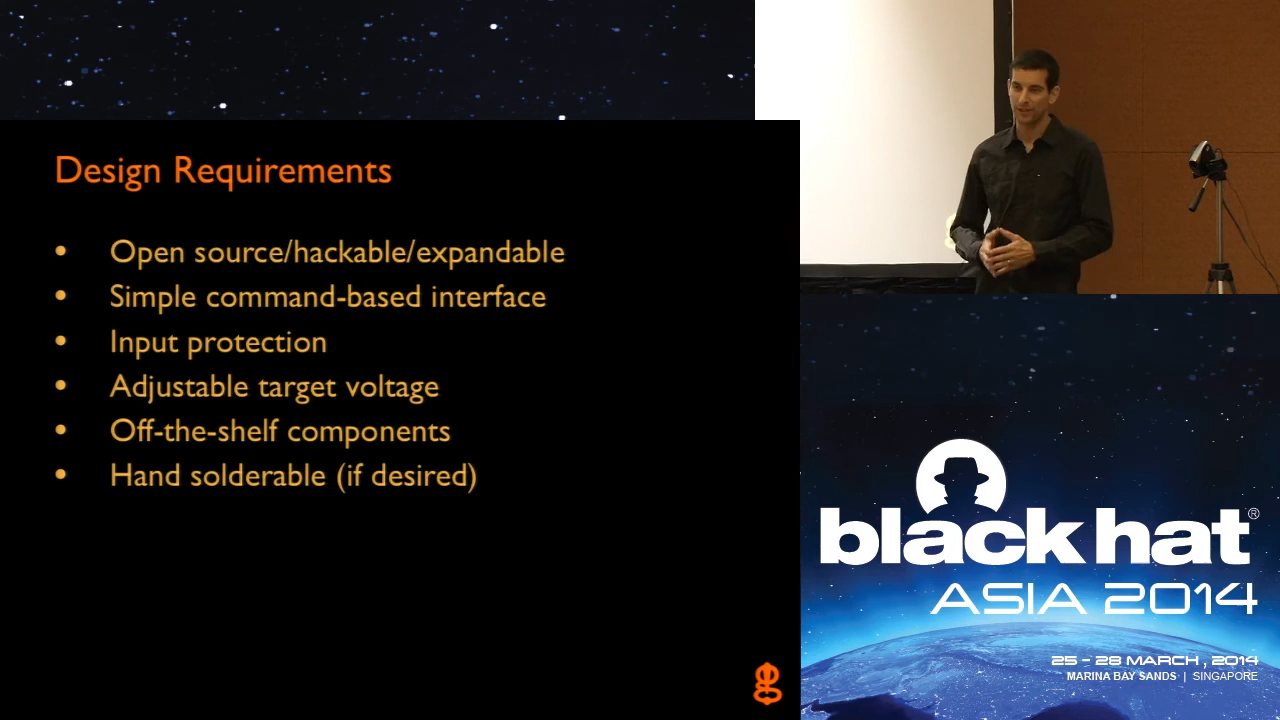 Design Requirements
• Open source/hackable/expandable
• Simple command-based interface
• Input protection
• Adjustable target voltage
• Off-the-shelf components
• Hand solderable (if desired)
black hat®
ASIA 2014
25 - 28 MARCH, 2014
MARINA BAY SANDS | SINGAPORE